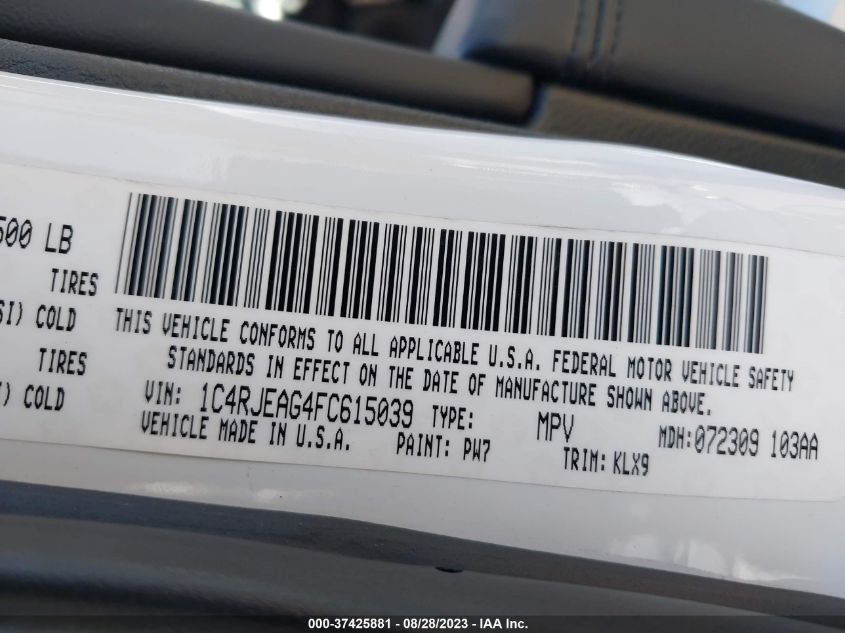 500 LB
TIRES
SI) COLD
TIRES
I) COLD
THIS VEHICLE CONFORMS TO ALL APPLICABLE U.S.A. FEDERAL MOTOR VEHICLE SAFETY
STANDARDS IN EFFECT ON THE DATE OF MANUFACTURE SHOWN ABOVE.
VIN: 1C4RJEAG4FC615039 TYPE: MPV MDH:072309 103AA
VEHICLE MADE IN U.S.A. PAINT: PW7 TRIM: KLX9
000-37425881 / 08/28/2023 - IAA Inc.